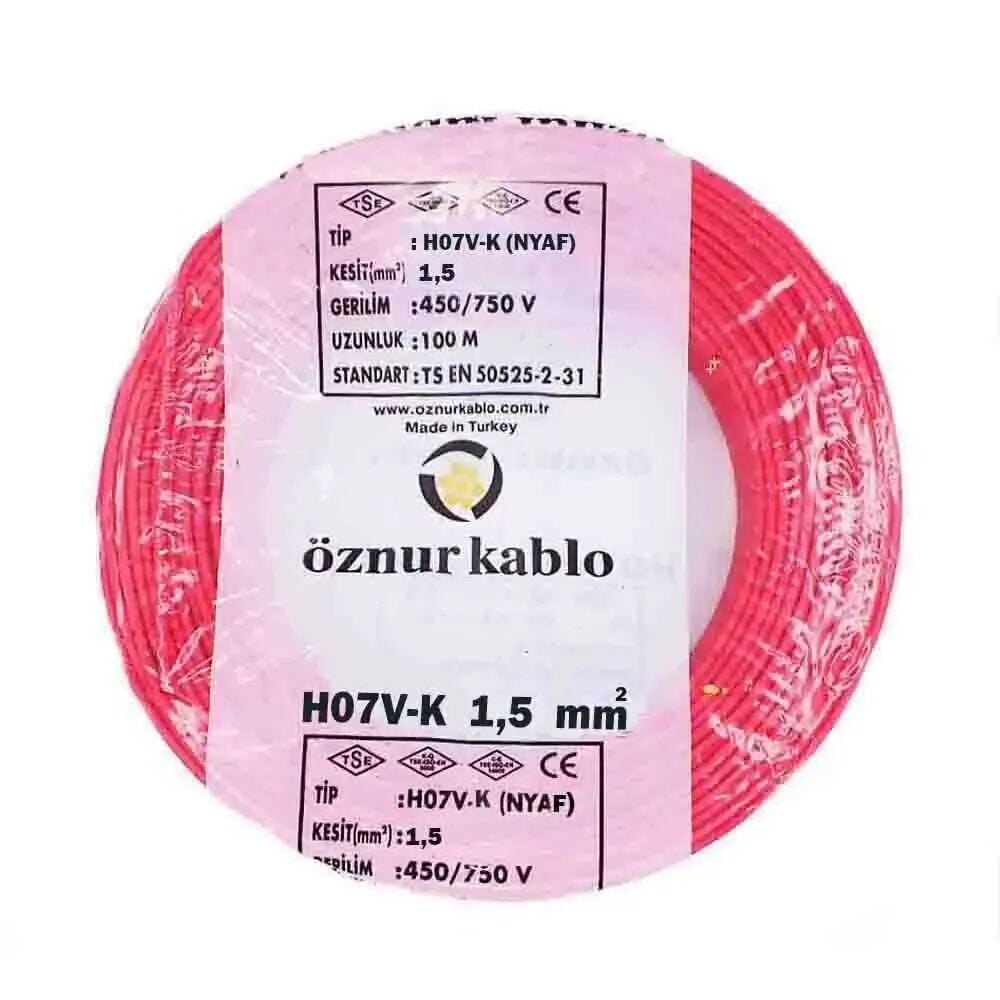 TSE CE
TİP : H07V-K (NYAF)
KESİT(mm²) 1,5
GERİLİM :450/750 V
UZUNLUK :100 M
STANDART :TS EN 50525-2-31
www.oznurkablo.com.tr
Made in Turkey
öznur kablo
H07V-K 1,5 mm²
TSE CE
TİP :H07V-K (NYAF)
KESİT(mm²) :1,5
GERİLİM :450/750 V